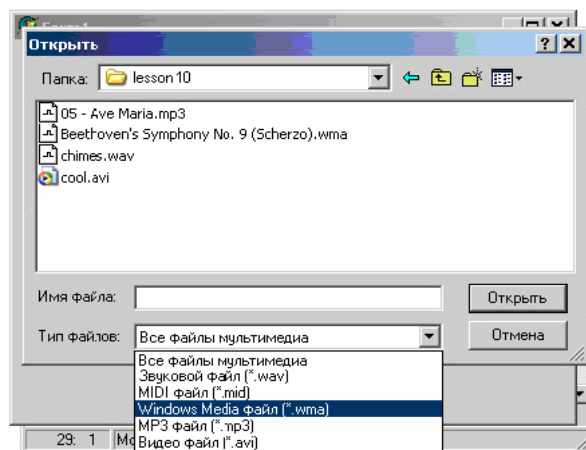 Открыть
Папка: lesson10
05 - Ave Maria.mp3
Beethoven's Symphony No. 9 (Scherzo).wma
chimes.wav
cool.avi
Имя файла:
Открыть
Тип файлов: Все файлы мультимедиа
Отмена
Все файлы мультимедиа
Звуковой файл (*.wav)
MIDI файл (*.mid)
Windows Media файл (*.wma)
MP3 файл (*.mp3)
Видео файл (*.avi)
29: 1